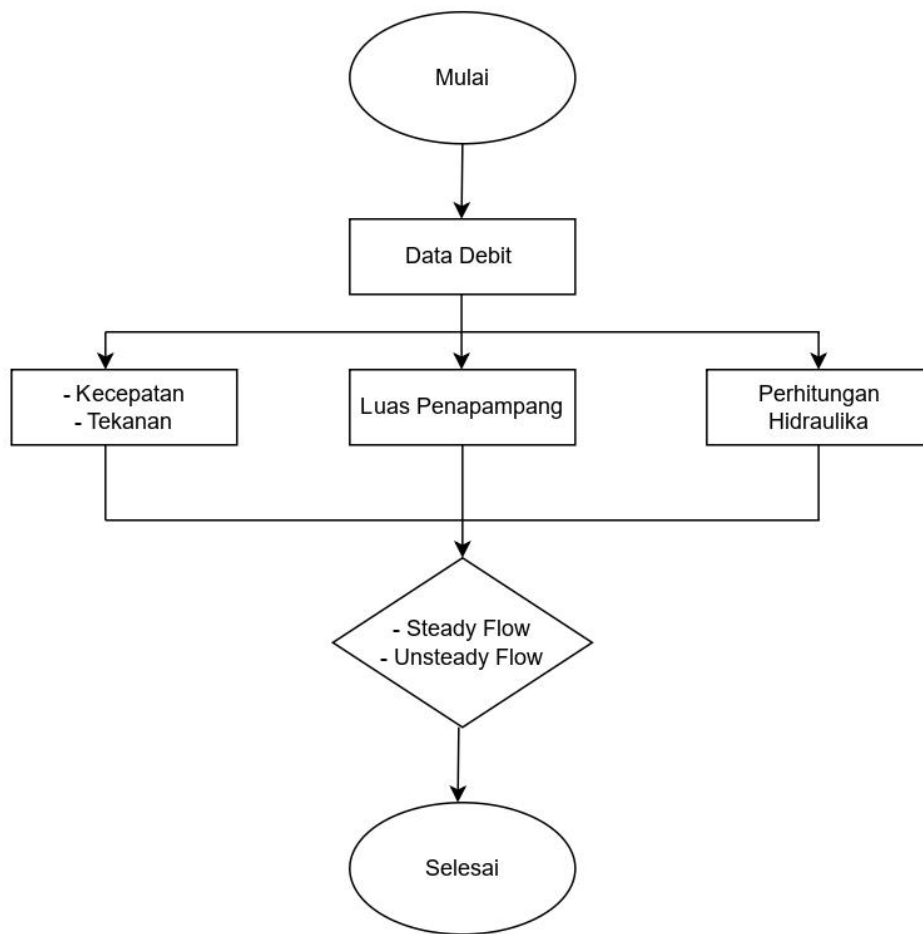 Mulai
Data Debit
- Kecepatan
- Tekanan
Luas Penapampang
Perhitungan
Hidraulika
- Steady Flow
- Unsteady Flow
Selesai